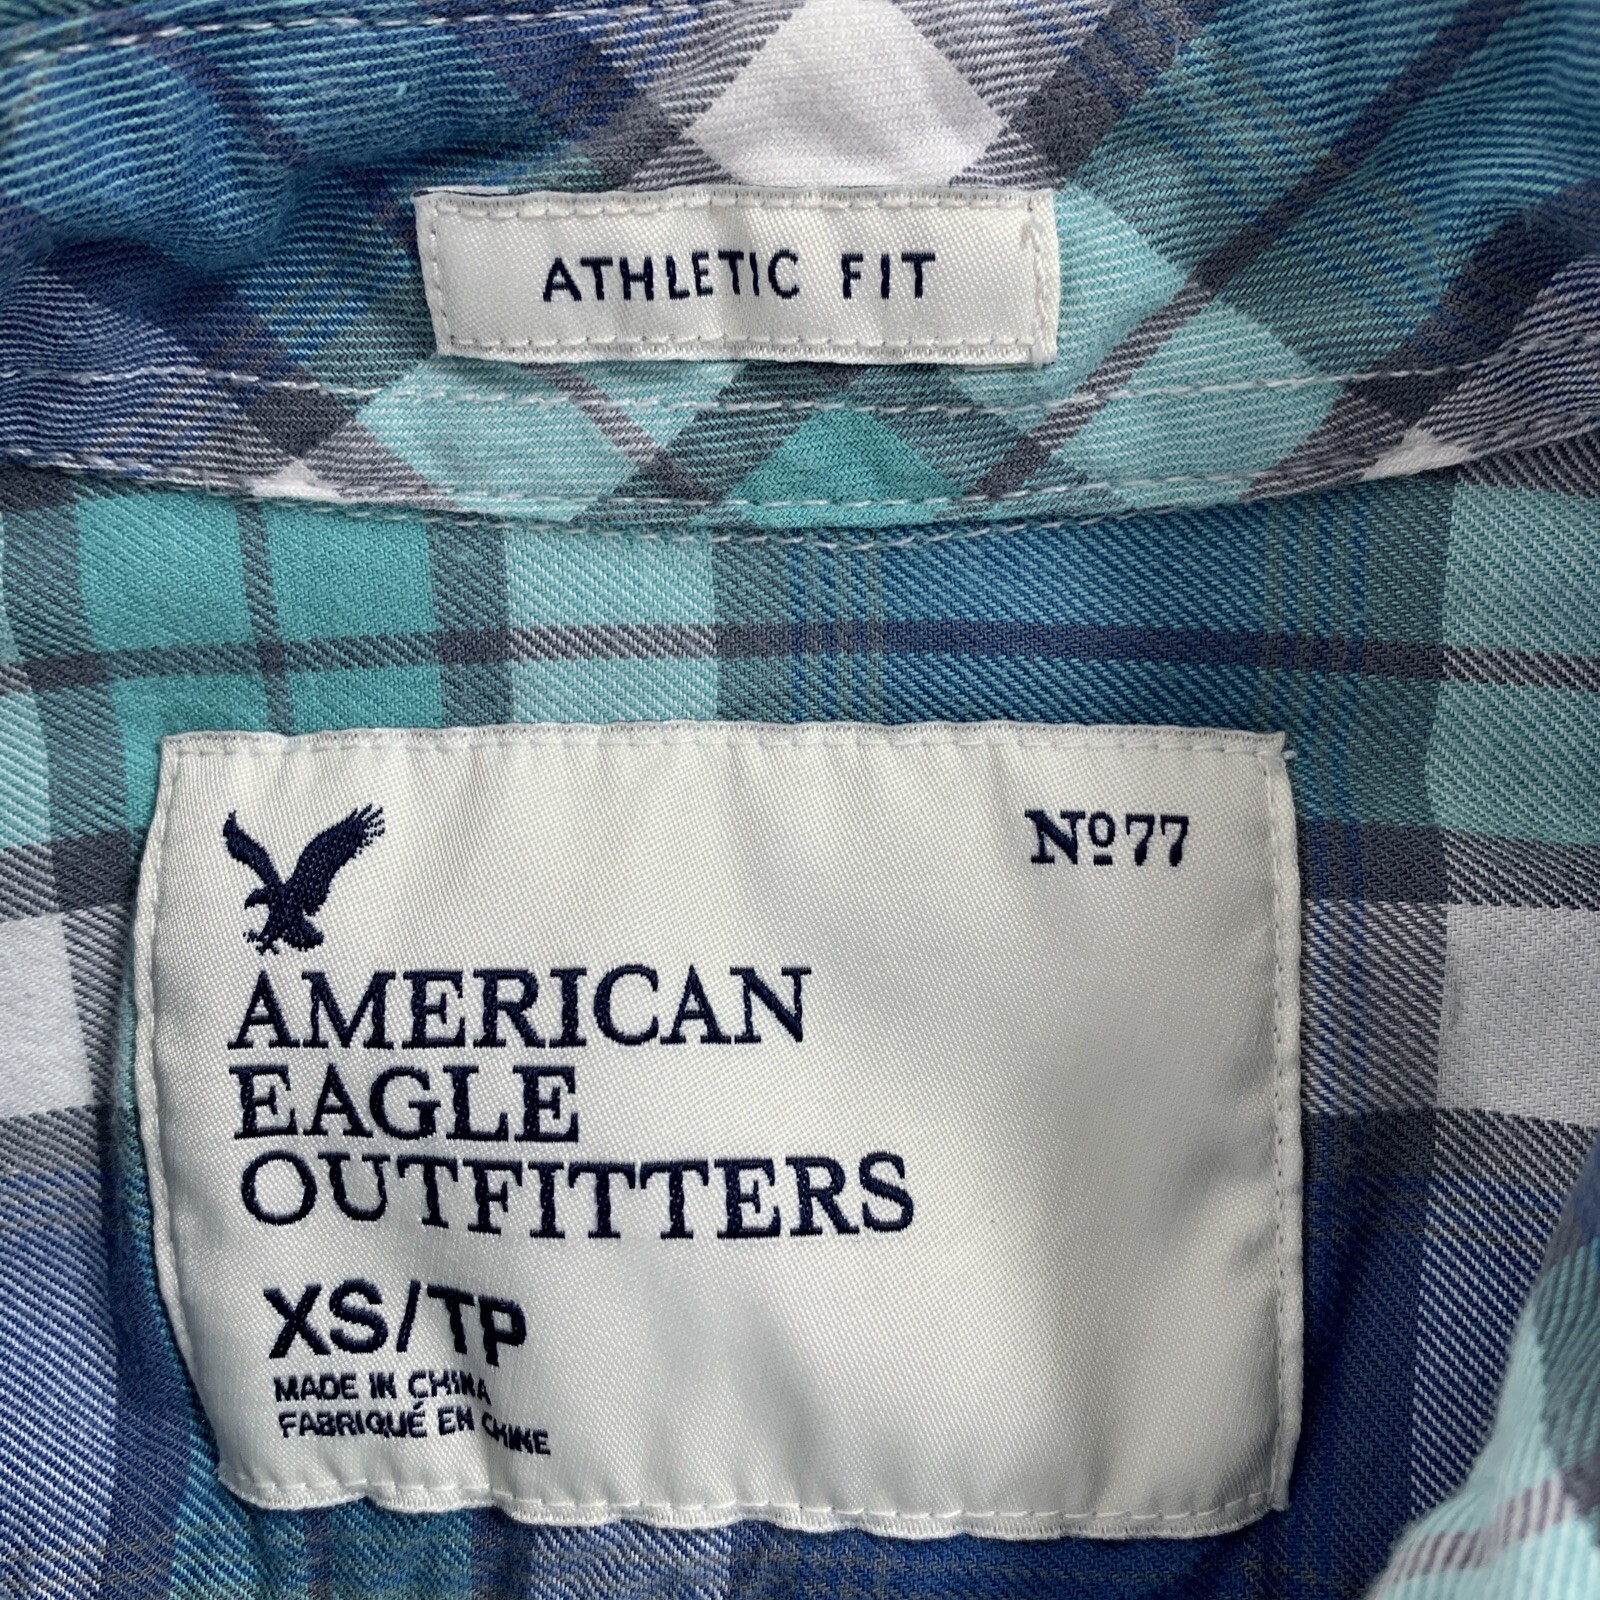 ATHLETIC FIT
Nº77
AMERICAN
EAGLE
OUTFITTERS
XS/TP
MADE IN CHINA
FABRIQUÉ EN CHINE